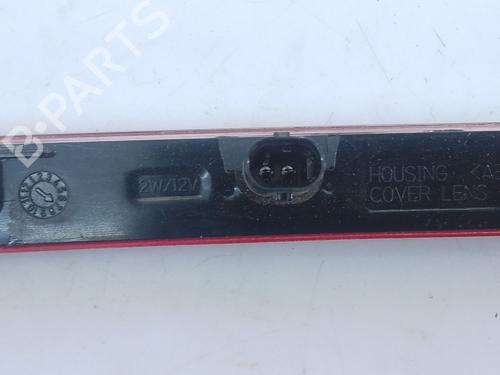 B-PARTS
2W/12V
HOUSING
COVER LENS